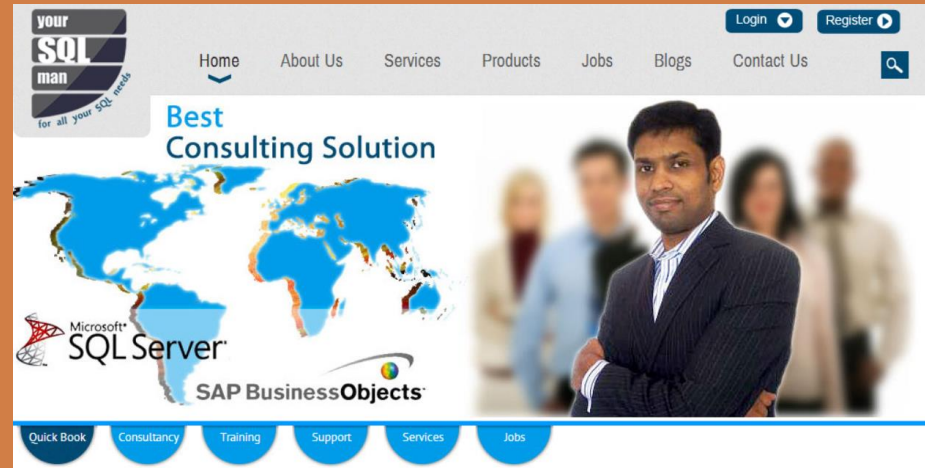 your
SQL
man
for all your SQL needs
Login
Register
Home About Us Services Products Jobs Blogs Contact Us
Best
Consulting Solution
Microsoft®
SQL Server®
SAP BusinessObjects™
Quick Book Consultancy Training Support Services Jobs